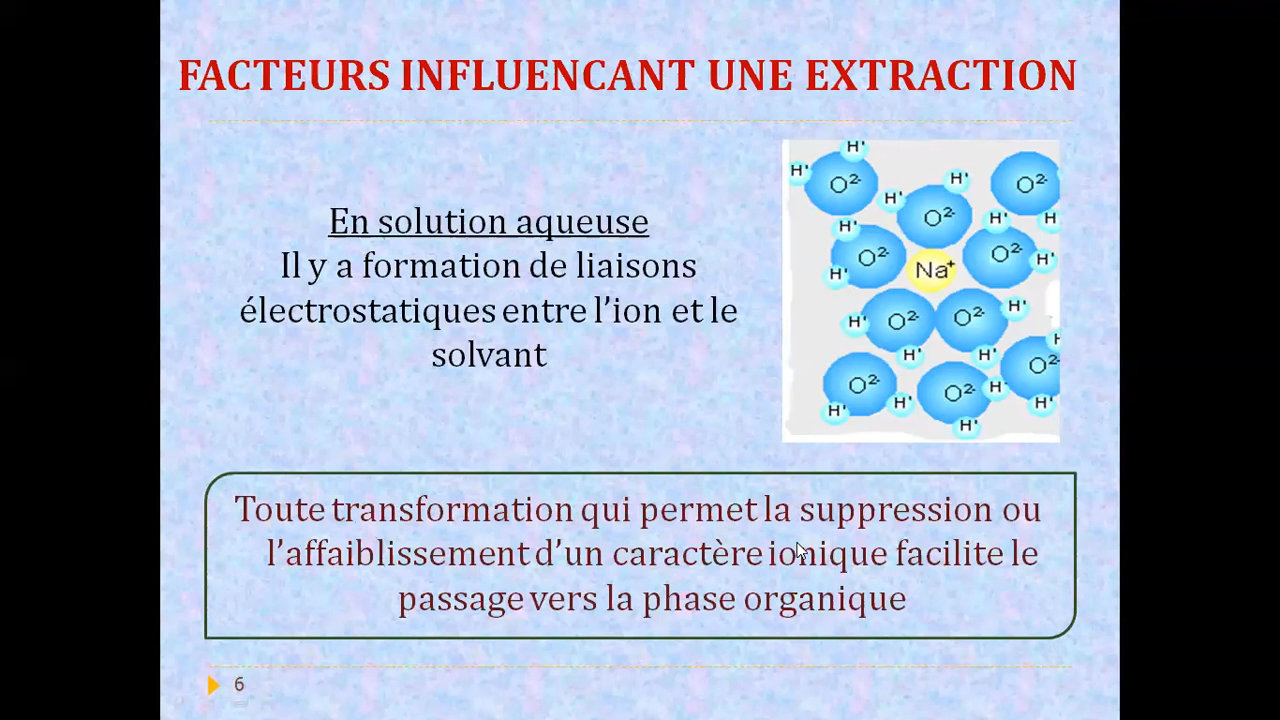 FACTEURS INFLUENCANT UNE EXTRACTION
En solution aqueuse
Il y a formation de liaisons
électrostatiques entre l’ion et le
solvant
H⁺
H⁺ O²⁻ H⁺ O²⁻
H⁺ O²⁻ H⁺ H
H⁺ O²⁻ O²⁻ H⁺
H⁺ Na⁺
H⁺ O²⁻ O²⁻ H⁺
H⁺ H⁺ H
O²⁻ O²⁻ H⁺ O²⁻
H⁺ H⁺ H⁺
H⁺
Toute transformation qui permet la suppression ou
l’affaiblissement d’un caractère ionique facilite le
passage vers la phase organique
6